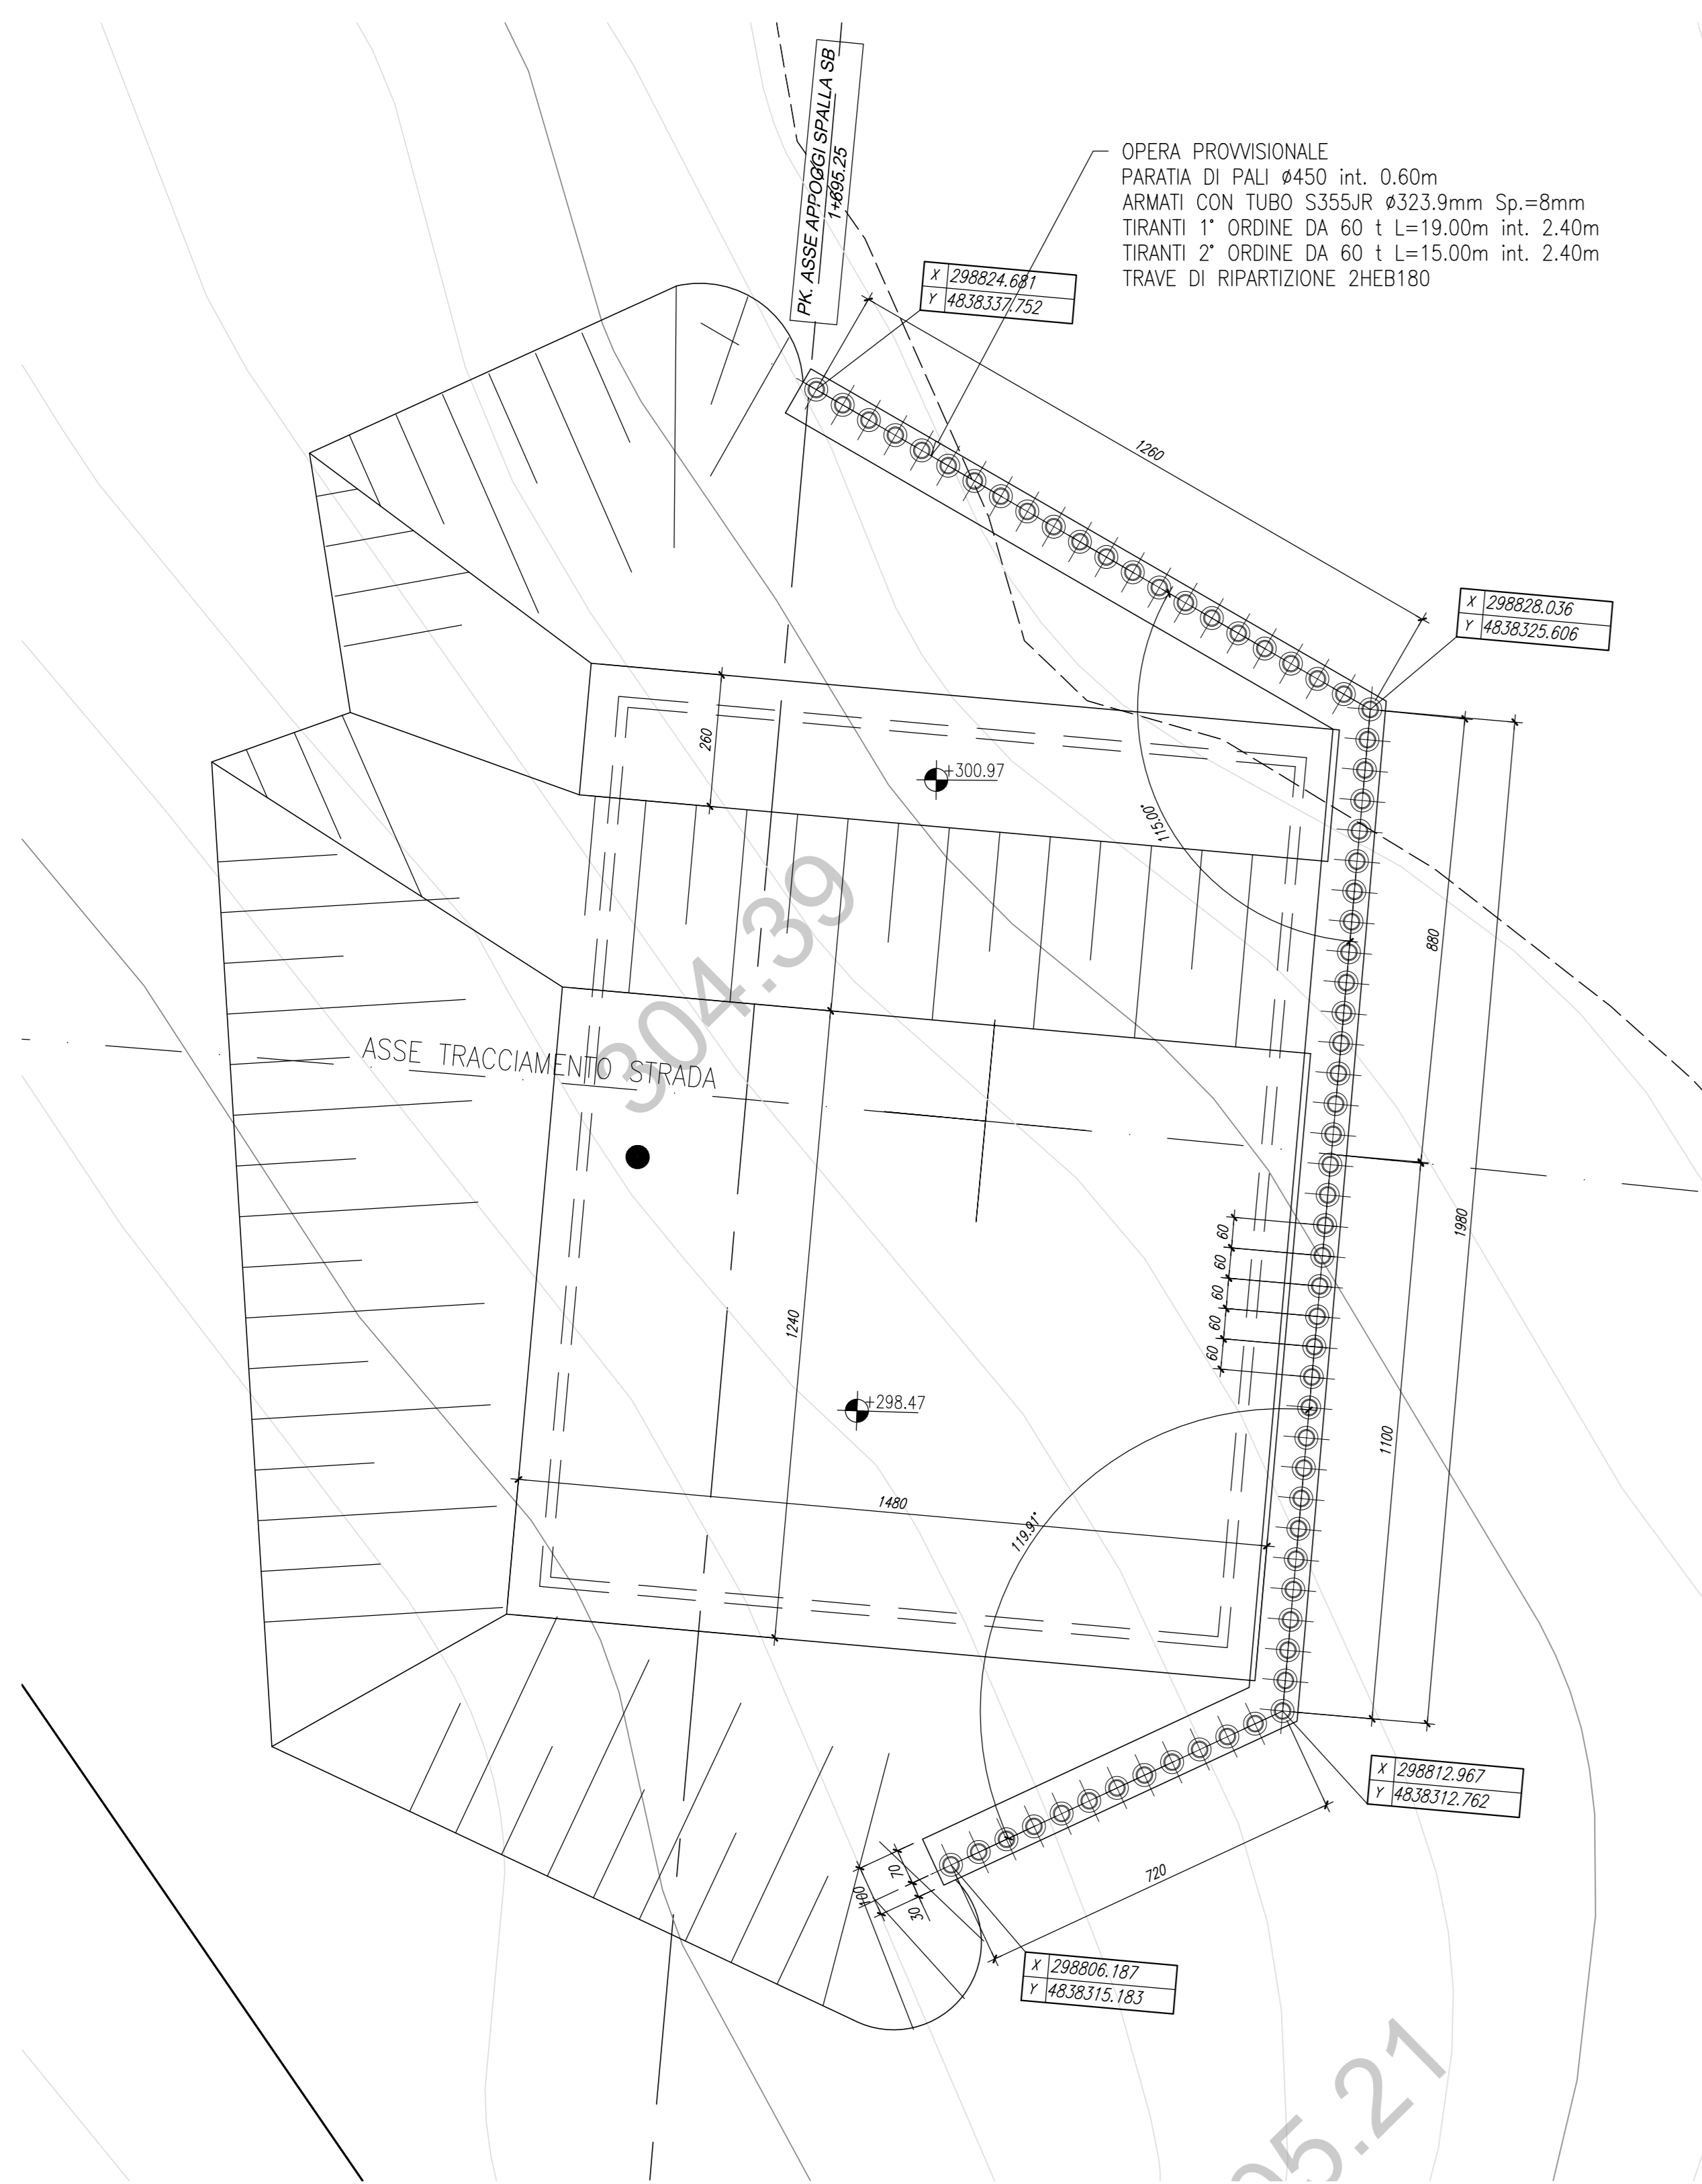 PK. ASSE APPOGGI SPALLA SB
1+695.25
OPERA PROVVISIONALE
PARATIA DI PALI Ø450 int. 0.60m
ARMATI CON TUBO S355JR Ø323.9mm Sp.=8mm
TIRANTI 1° ORDINE DA 60 t L=19.00m int. 2.40m
TIRANTI 2° ORDINE DA 60 t L=15.00m int. 2.40m
TRAVE DI RIPARTIZIONE 2HEB180
X 298824.681
Y 4838337.752
1260
X 298828.036
Y 4838325.606
260
+300.97
115.00°
880
304.39
ASSE TRACCIAMENTO STRADA
1980
60
60
60
60
60
1240
+298.47
1100
1480
119.91°
X 298812.967
Y 4838312.762
720
70
100
30
X 298806.187
Y 4838315.183
05.21